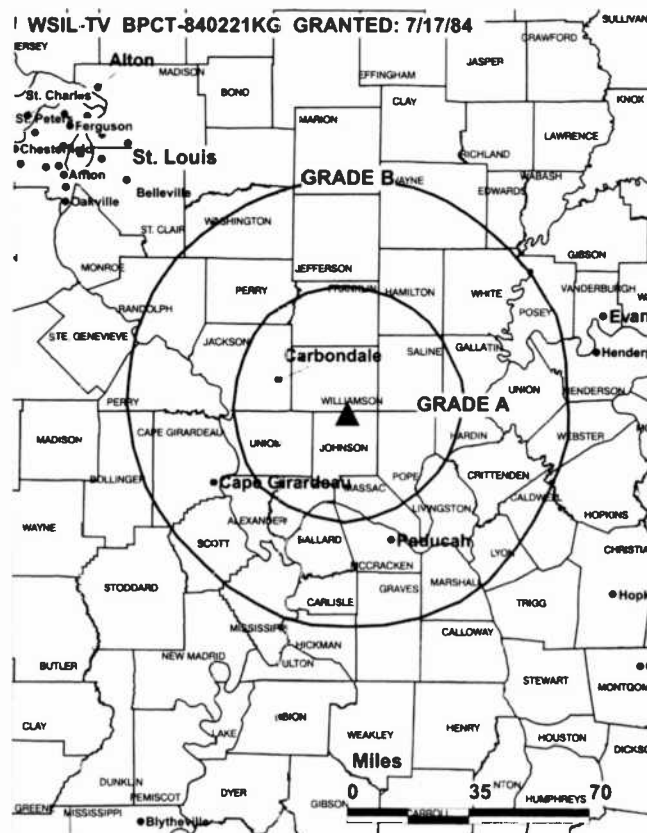 WSIL-TV BPCT-840221KG GRANTED: 7/17/84
SULLIVAN
CRAWFORD
JERSEY
Alton
MADISON
EFFINGHAM
JASPER
BOND
CLAY
KNOX
St. Charles
St. Peters
Ferguson
MARION
LAWRENCE
Chesterfield
St. Louis
RICHLAND
Afton
GRADE B
WAYNE
WABASH
EDWARDS
Belleville
Oakville
WASHINGTON
ST. CLAIR
GIBSON
MONROE
JEFFERSON
PERRY
FRANKLIN
HAMILTON
WHITE
VANDERBURGH
RANDOLPH
POSEY
Evan
STE GENEVIEVE
JACKSON
GALLATIN
SALINE
Carbondale
Henders
UNION
HENDERSON
PERRY
WILLIAMSON
GRADE A
CAPE GIRARDEAU
MADISON
UNION
JOHNSON
HARDIN
WEBSTER
BOLLINGER
POPE
CRITTENDEN
Cape Girardeau
MASSAC
CALDWELL
LIVINGSTON
HOPKINS
WAYNE
ALEXANDER
SCOTT
BALLARD
Paducah
LYON
CHRISTIA
MCCRACKEN
STODDARD
MARSHALL
GRAVES
CARLISLE
TRIGG
Hopk
MISSISSIPPI
CALLOWAY
HICKMAN
NEW MADRID
FULTON
BUTLER
STEWART
MONTGOM
CLAY
LAKE
OBION
WEAKLEY
HENRY
HOUSTON
DICKSO
Miles
DUNKLIN
PEMISCOT
DYER
GIBSON
0 35 70
HUMPHREYS
CARROLL
GREENE
MISSISSIPPI
Blytheville